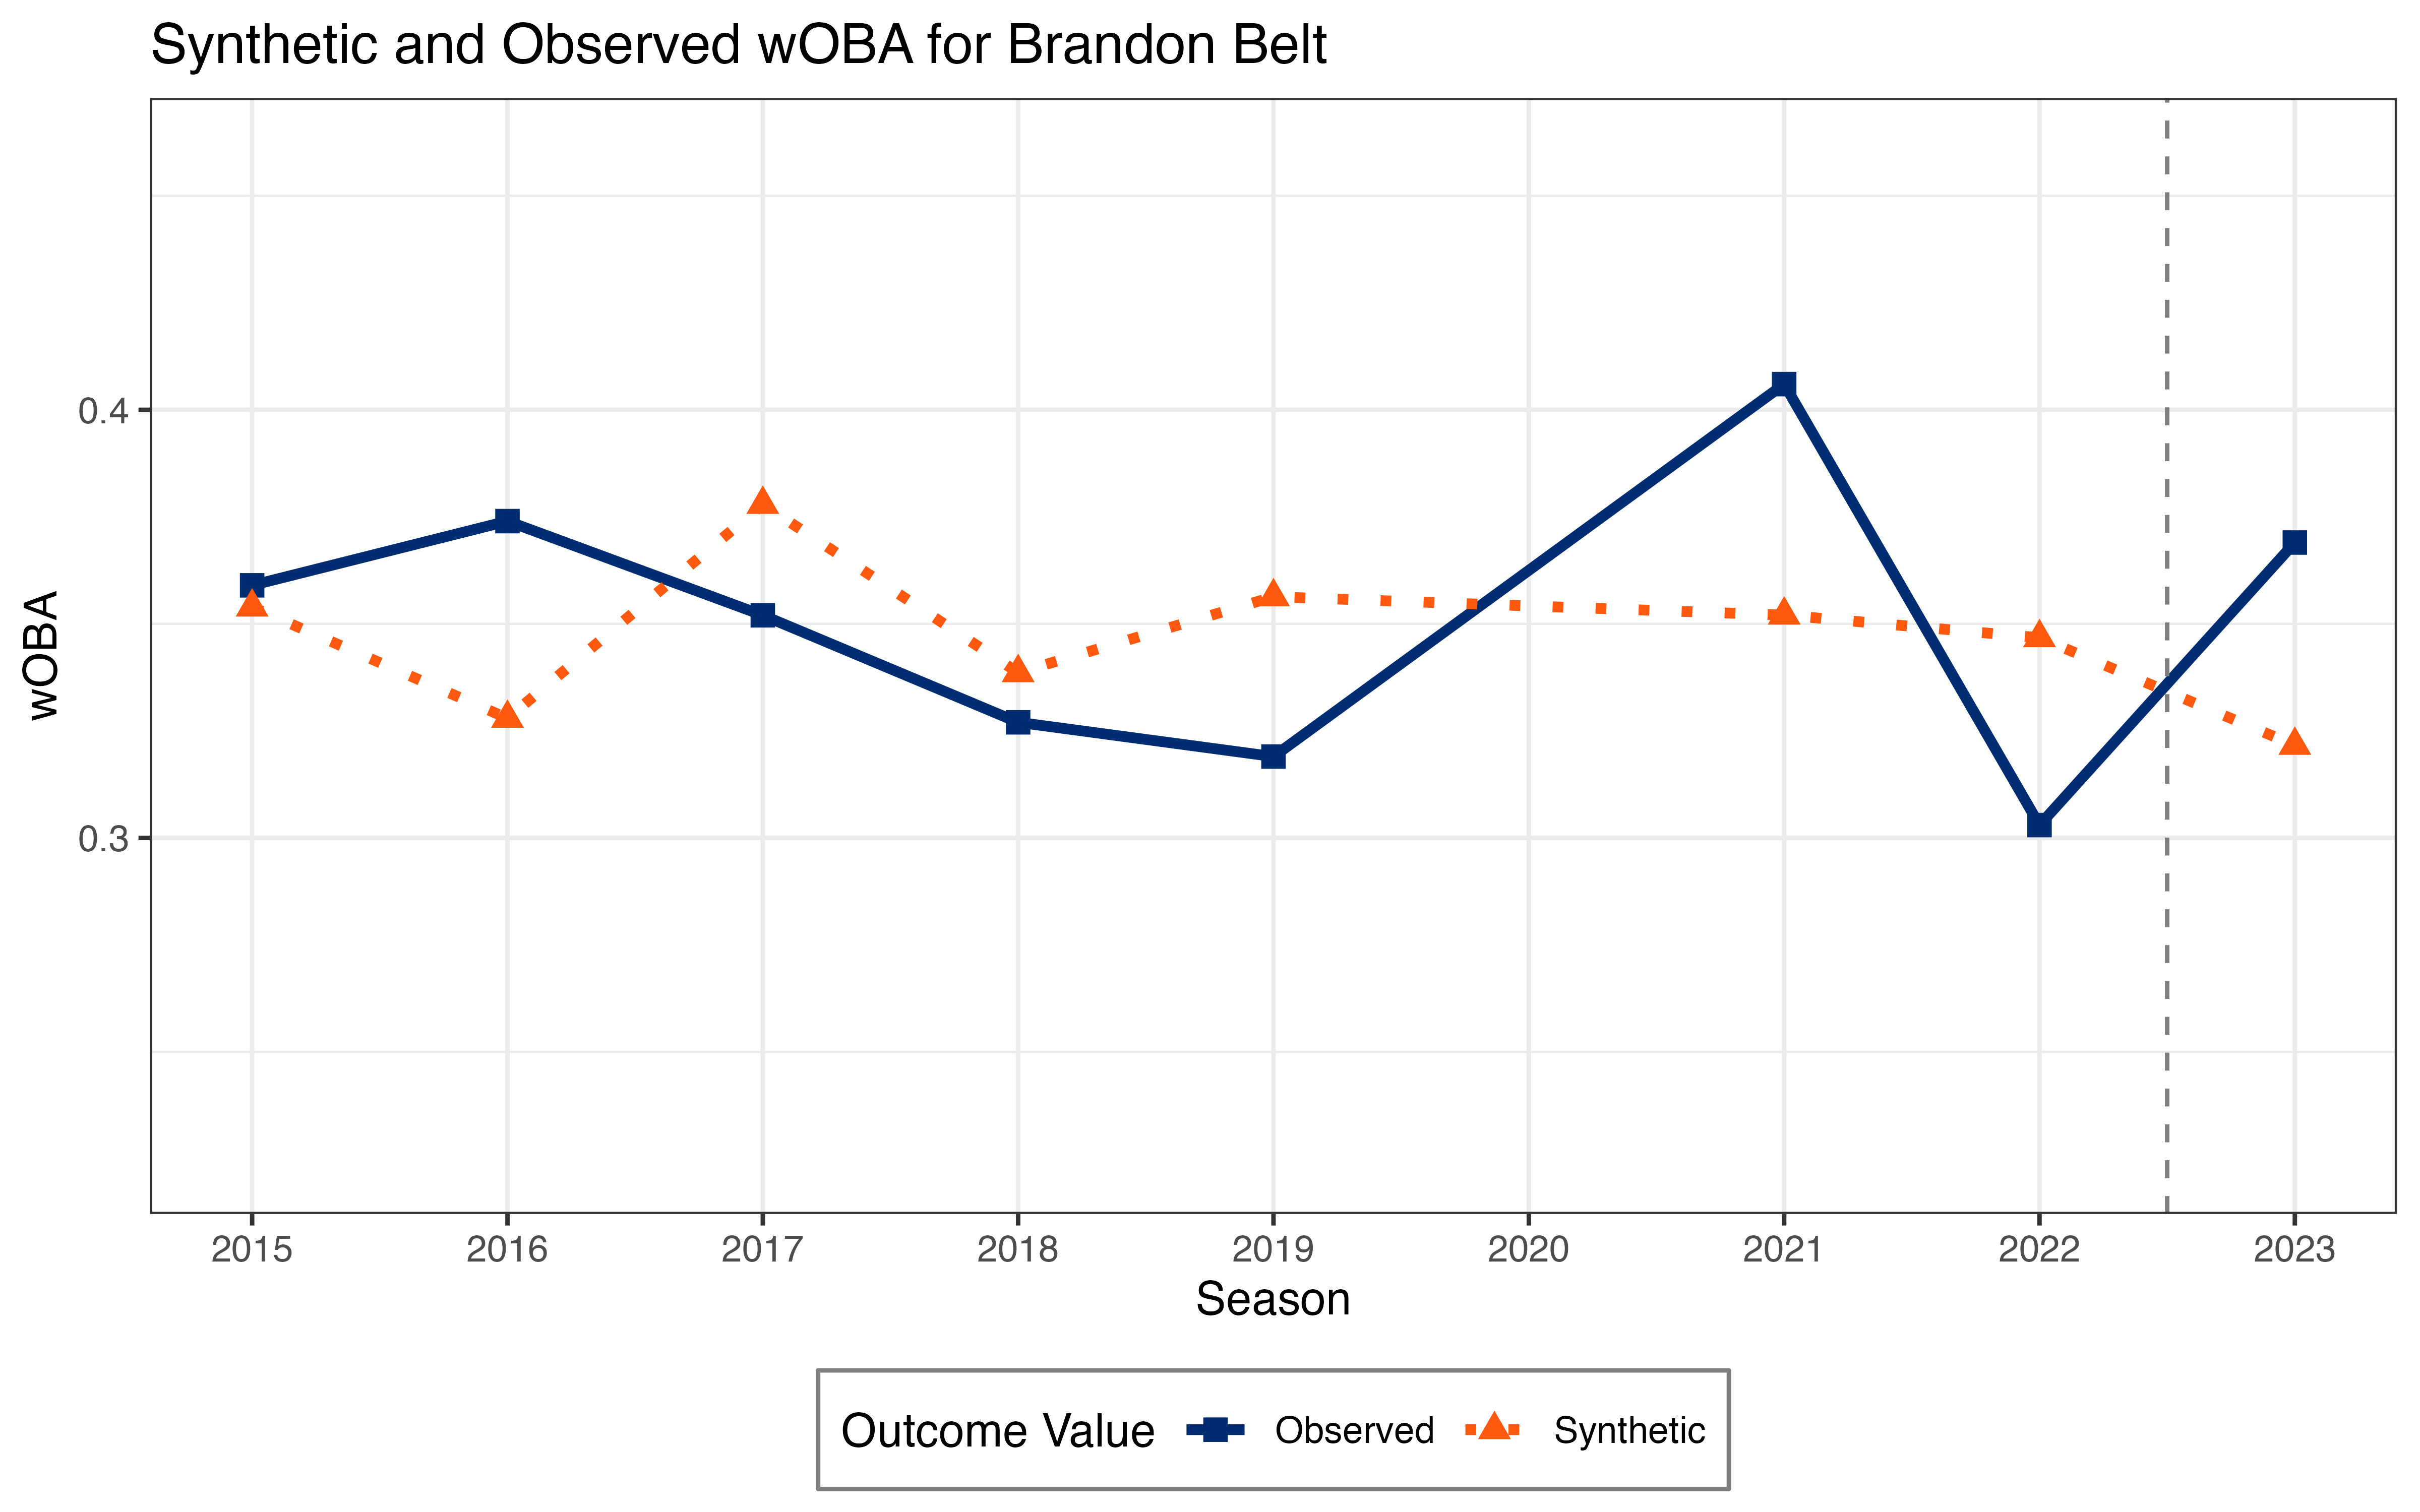 Synthetic and Observed wOBA for Brandon Belt
wOBA
0.4
0.3
2015 2016 2017 2018 2019 2020 2021 2022 2023
Season
Outcome Value Observed Synthetic